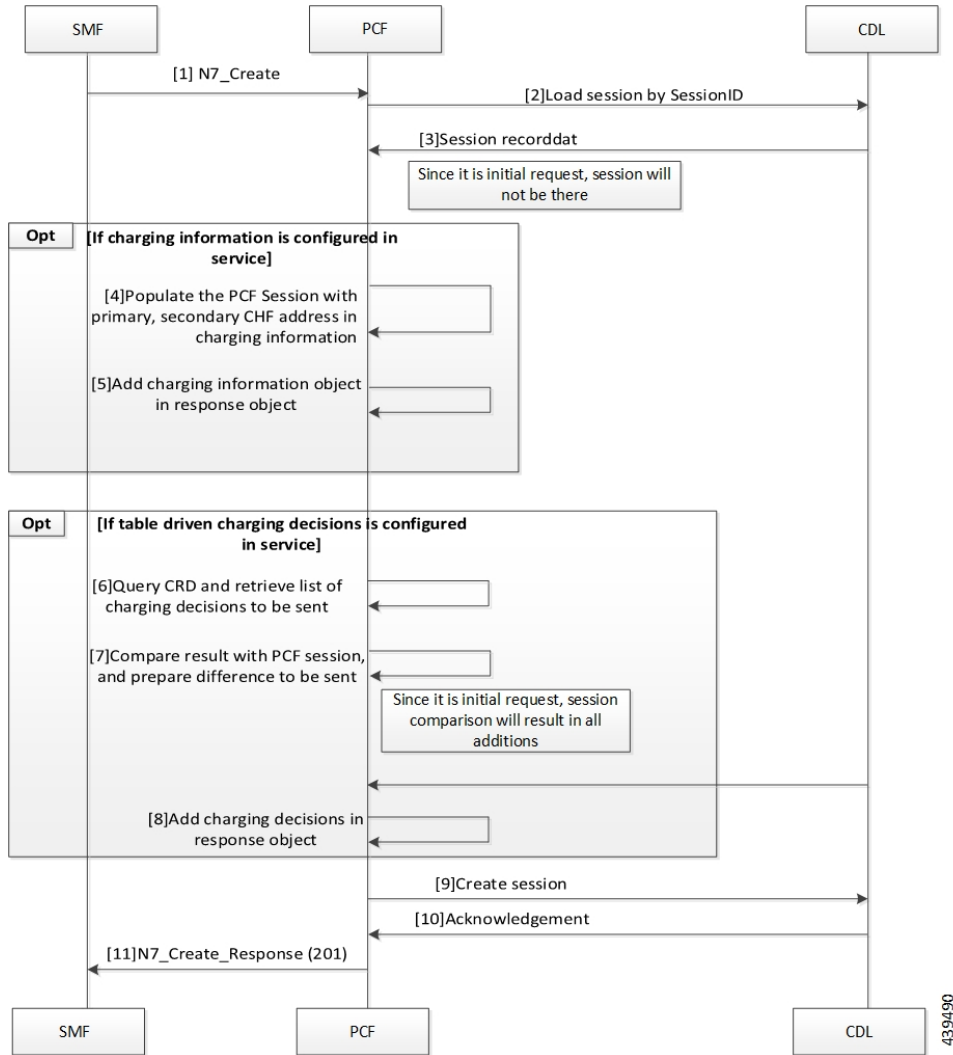 SMF
PCF
CDL
[1] N7_Create
[2]Load session by SessionID
[3]Session recorddat
Since it is initial request, session will
not be there
Opt
[If charging information is configured in
service]
[4]Populate the PCF Session with
primary, secondary CHF address in
charging information
[5]Add charging information object
in response object
Opt
[If table driven charging decisions is configured
in service]
[6]Query CRD and retrieve list of
charging decisions to be sent
[7]Compare result with PCF session,
and prepare difference to be sent
Since it is initial request, session
comparison will result in all
additions
[8]Add charging decisions in
response object
[9]Create session
[10]Acknowledgement
[11]N7_Create_Response (201)
SMF
PCF
CDL
439490